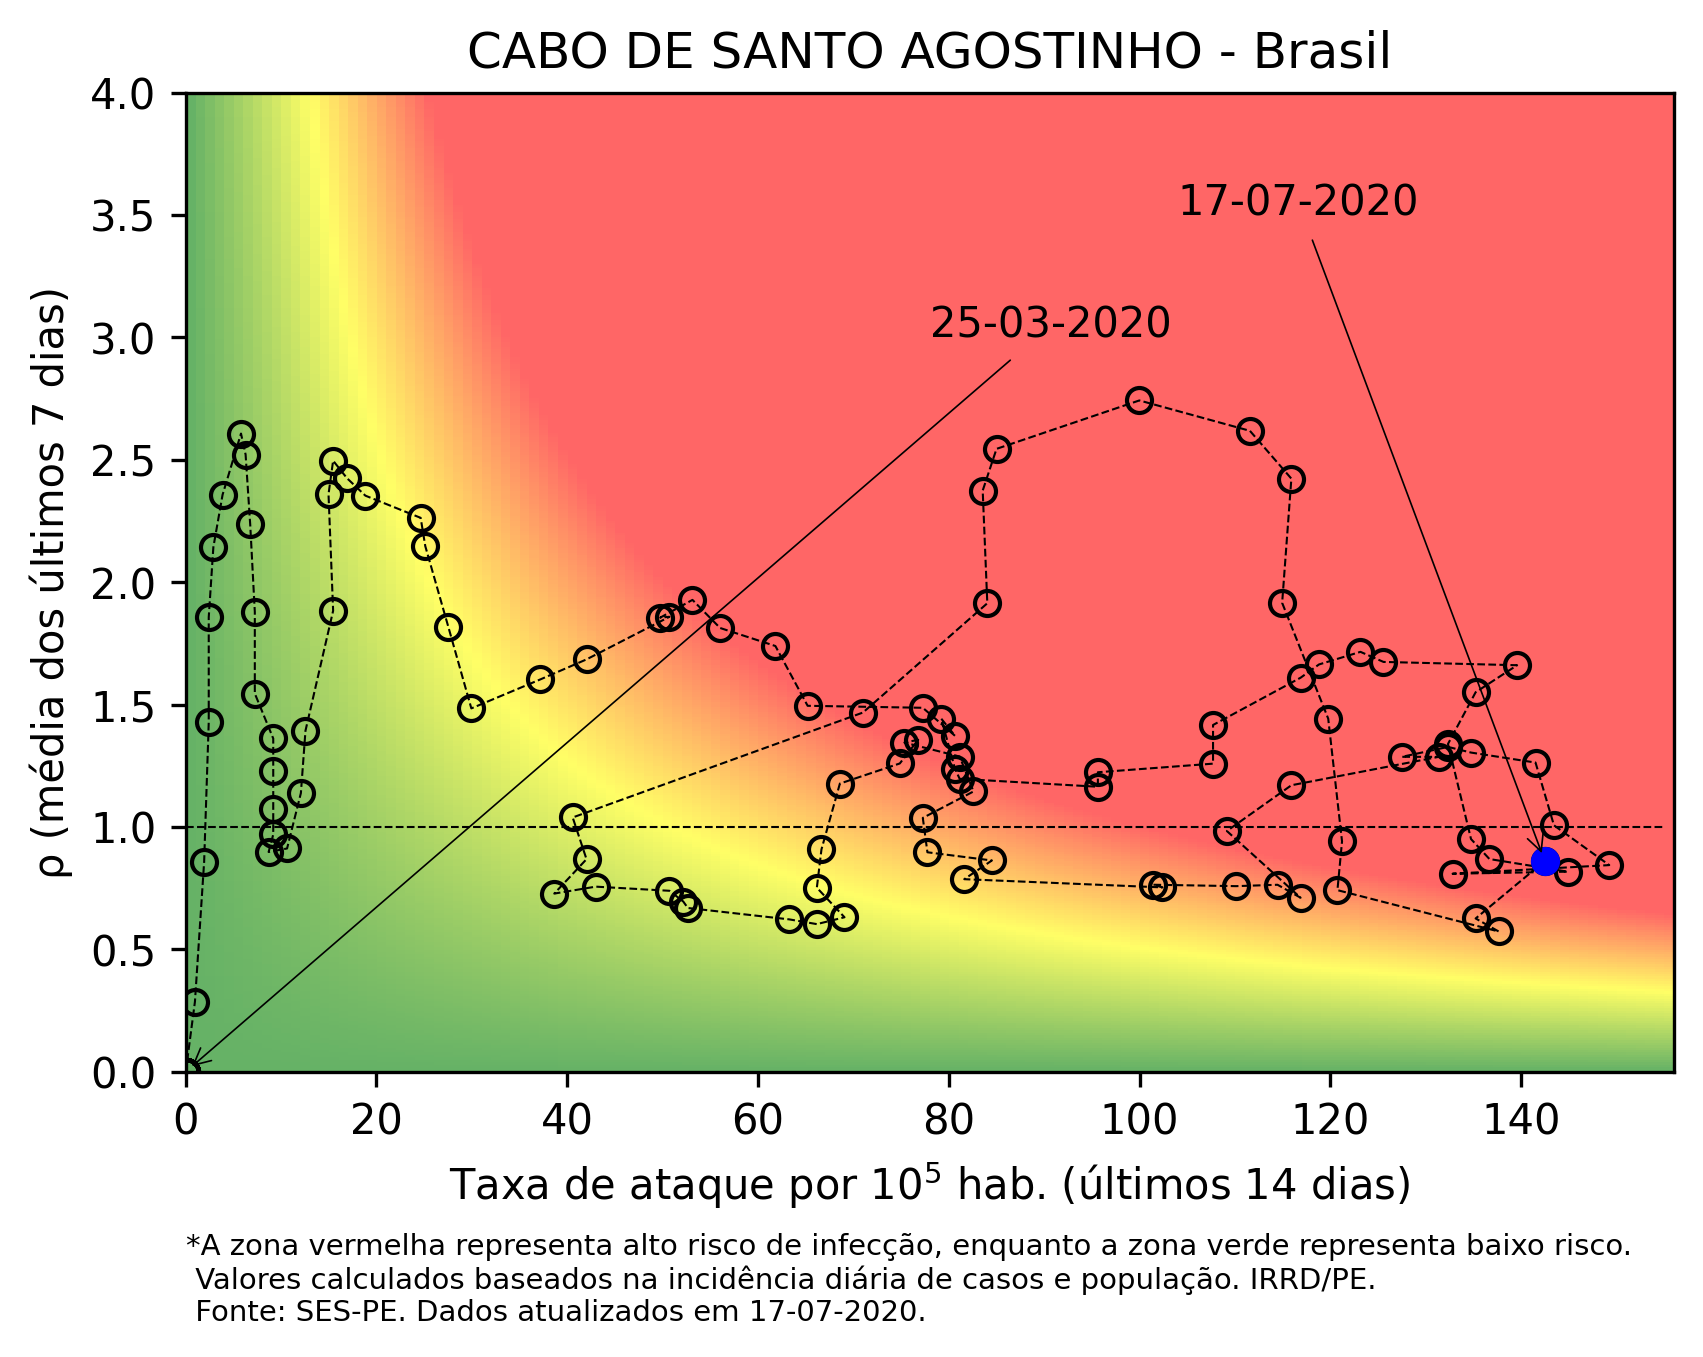 CABO DE SANTO AGOSTINHO - Brasil
4.0
3.5
3.0
2.5
2.0
1.5
1.0
0.5
0.0
ρ (média dos últimos 7 dias)
17-07-2020
25-03-2020
0 20 40 60 80 100 120 140
Taxa de ataque por 10⁵ hab. (últimos 14 dias)
*A zona vermelha representa alto risco de infecção, enquanto a zona verde representa baixo risco.
Valores calculados baseados na incidência diária de casos e população. IRRD/PE.
Fonte: SES-PE. Dados atualizados em 17-07-2020.